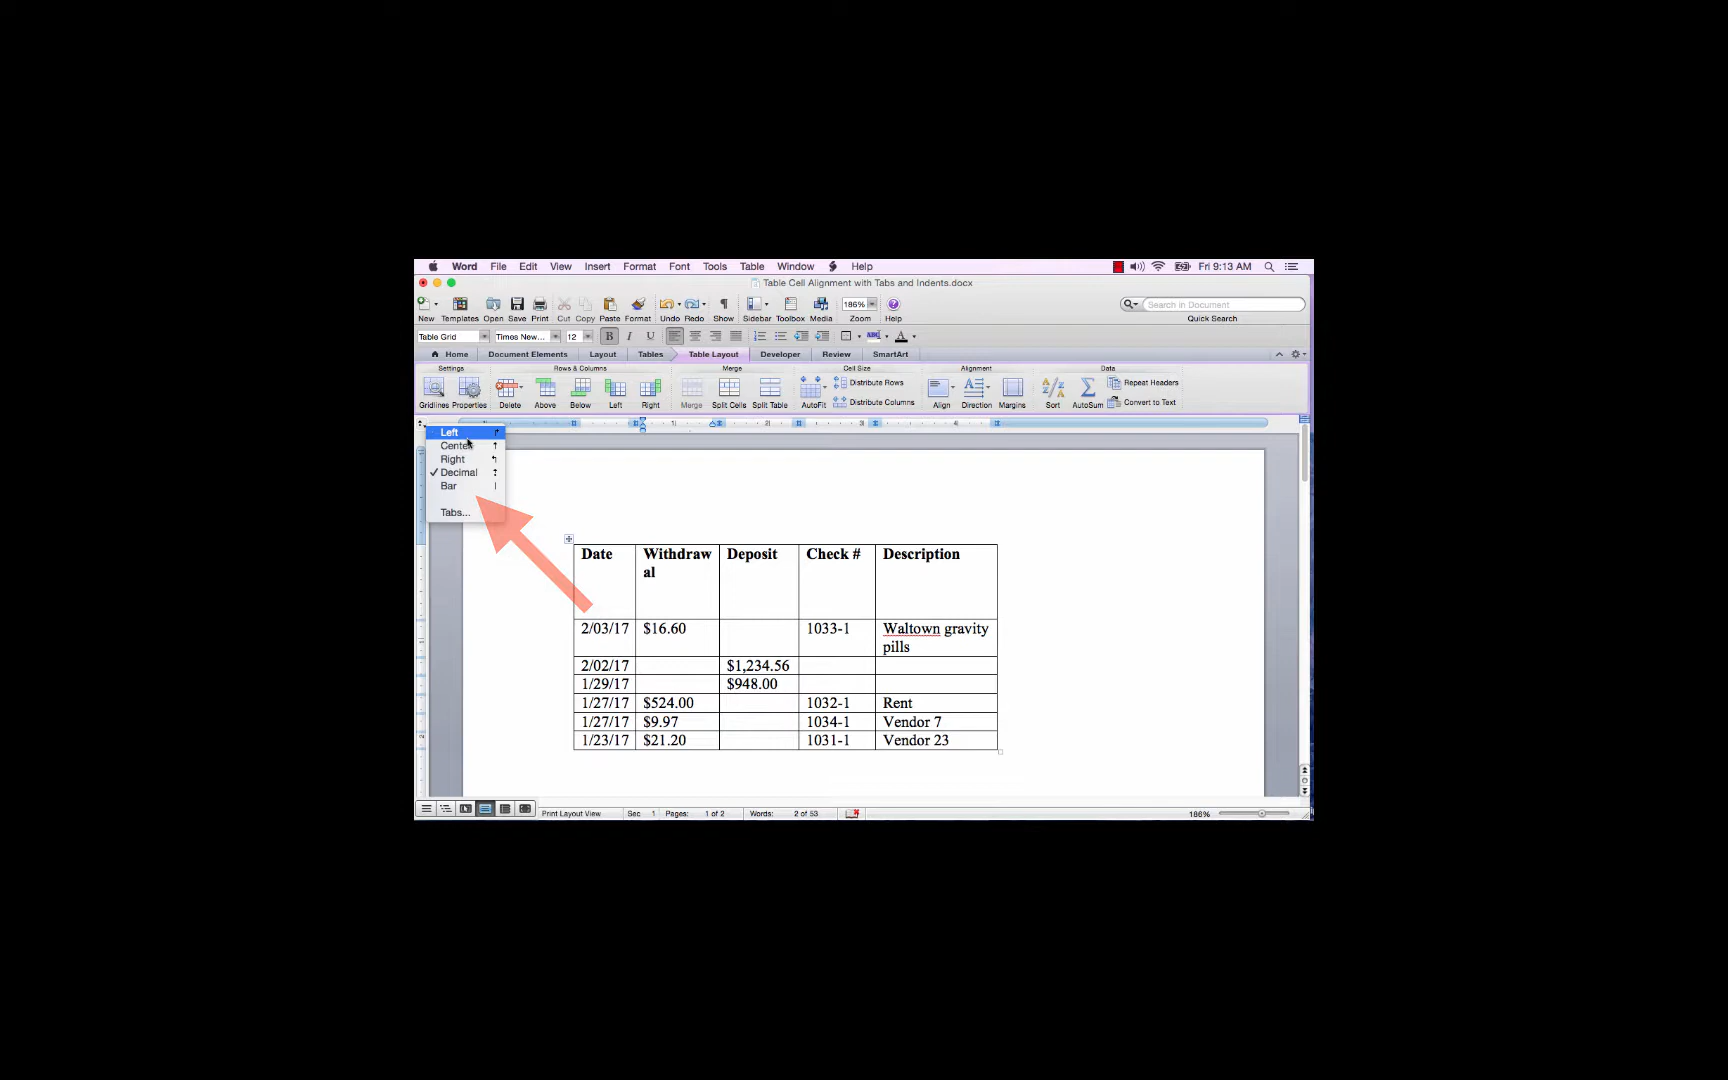 Word File Edit View Insert Format Font Tools Table Window Help Fri 9:13 AM
Table Cell Alignment with Tabs and Indents.docx
186% Search in Document
New Templates Open Save Print Cut Copy Paste Format Undo Redo Show Sidebar Toolbox Media Zoom Help Quick Search
Table Grid Times New... 12 B I U A
Home Document Elements Layout Tables Table Layout Developer Review SmartArt
Settings Rows & Columns Merge Cell Size Alignment Data
Distribute Rows Repeat Headers
Distribute Columns Convert to Text
Gridlines Properties Delete Above Below Left Right Merge Split Cells Split Table AutoFit Align Direction Margins Sort AutoSum
Left
Center
Right
Decimal
Bar
Tabs...
Date Withdraw Deposit Check # Description
al
2/03/17 $16.60 1033-1 Waltown gravity
pills
2/02/17 $1,234.56
1/29/17 $948.00
1/27/17 $524.00 1032-1 Rent
1/27/17 $9.97 1034-1 Vendor 7
1/23/17 $21.20 1031-1 Vendor 23
Print Layout View Sec 1 Pages: 1 of 2 Words: 2 of 53 186%